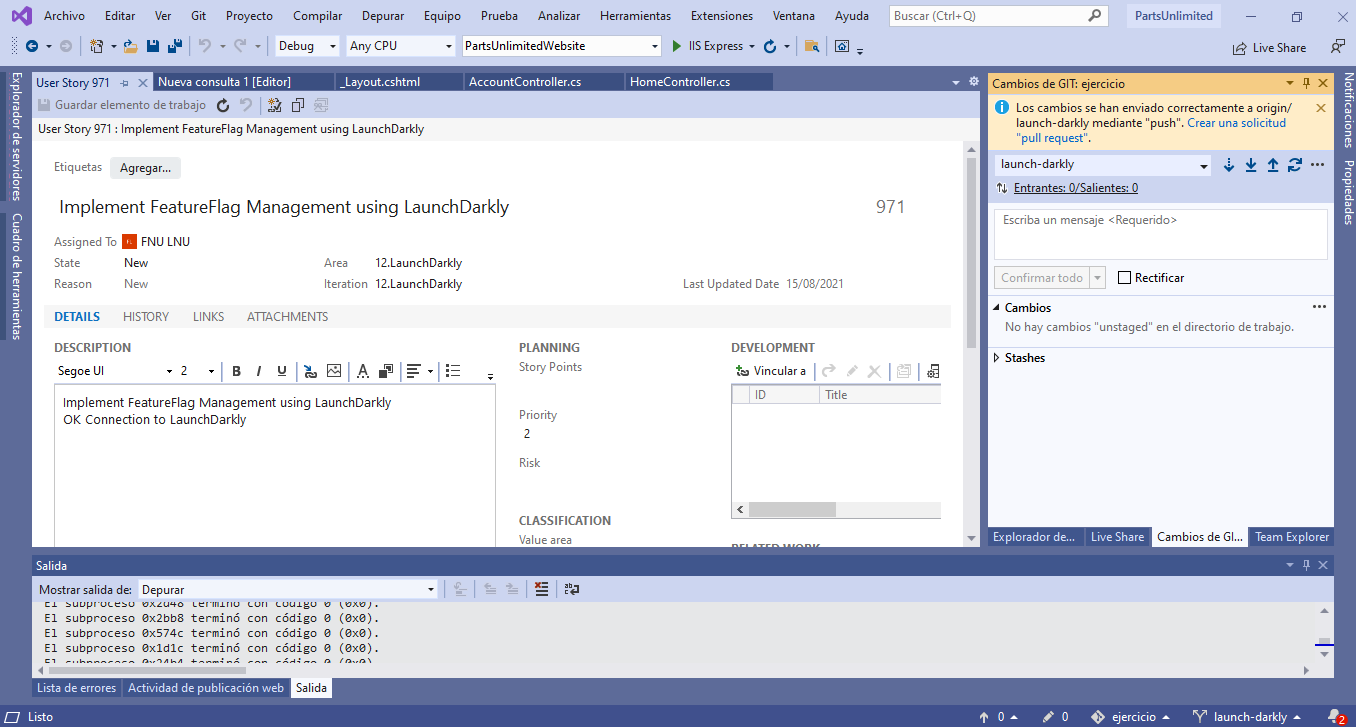 Archivo Editar Ver Git Proyecto Compilar Depurar Equipo Prueba Analizar Herramientas Extensiones Ventana Ayuda Buscar (Ctrl+Q) PartsUnlimited
Debug Any CPU PartsUnlimitedWebsite IIS Express Live Share
Explorador de servidores
Cuadro de herramientas
User Story 971 Nueva consulta 1 [Editor] _Layout.cshtml AccountController.cs HomeController.cs
Guardar elemento de trabajo
User Story 971 : Implement FeatureFlag Management using LaunchDarkly
Etiquetas Agregar...
Implement FeatureFlag Management using LaunchDarkly 971
Assigned To FL FNU LNU
State New Area 12.LaunchDarkly
Reason New Iteration 12.LaunchDarkly Last Updated Date 15/08/2021
DETAILS HISTORY LINKS ATTACHMENTS
DESCRIPTION
Segoe UI 2 B I U A
Implement FeatureFlag Management using LaunchDarkly
OK Connection to LaunchDarkly
PLANNING
Story Points
Priority
2
Risk
CLASSIFICATION
Value area
DEVELOPMENT
Vincular a
ID Title
RELATED WORK
Cambios de GIT: ejercicio
Los cambios se han enviado correctamente a origin/
launch-darkly mediante "push". Crear una solicitud
"pull request".
launch-darkly
Entrantes: 0/Salientes: 0
Escriba un mensaje <Requerido>
Confirmar todo Rectificar
Cambios
No hay cambios "unstaged" en el directorio de trabajo.
Stashes
Explorador de... Live Share Cambios de GI... Team Explorer
Notificaciones
Propiedades
Salida
Mostrar salida de: Depurar
El subproceso 0x2d48 terminó con código 0 (0x0).
El subproceso 0x2bb8 terminó con código 0 (0x0).
El subproceso 0x574c terminó con código 0 (0x0).
El subproceso 0x1d1c terminó con código 0 (0x0).
El subproceso 0x24b4 terminó con código 0 (0x0).
Lista de errores Actividad de publicación web Salida
Listo 0 0 ejercicio launch-darkly 2